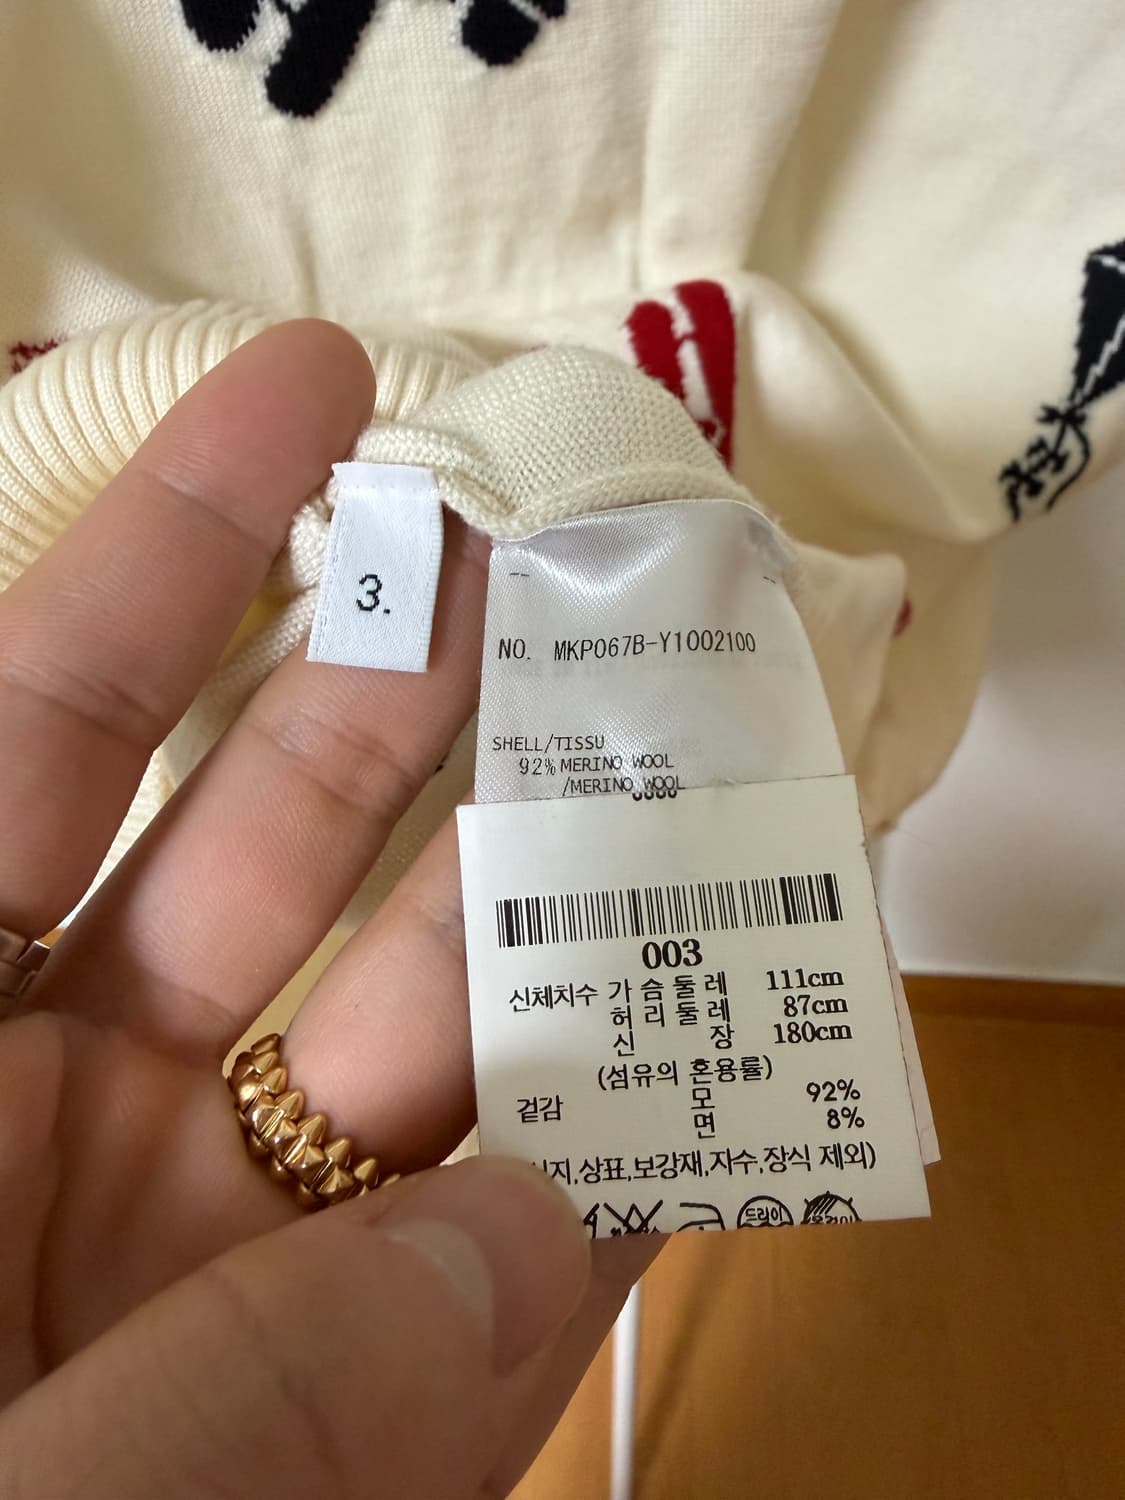 3.
NO. MKP067B-Y1002100
SHELL/TISSU
92% MERINO WOOL
/MERINO WOOL
003
신체치수 가슴둘레 111cm
허리둘레 87cm
신장 180cm
(섬유의 혼용률)
겉감 모 92%
면 8%
상표,보강재,자수,장식 제외)
드라이